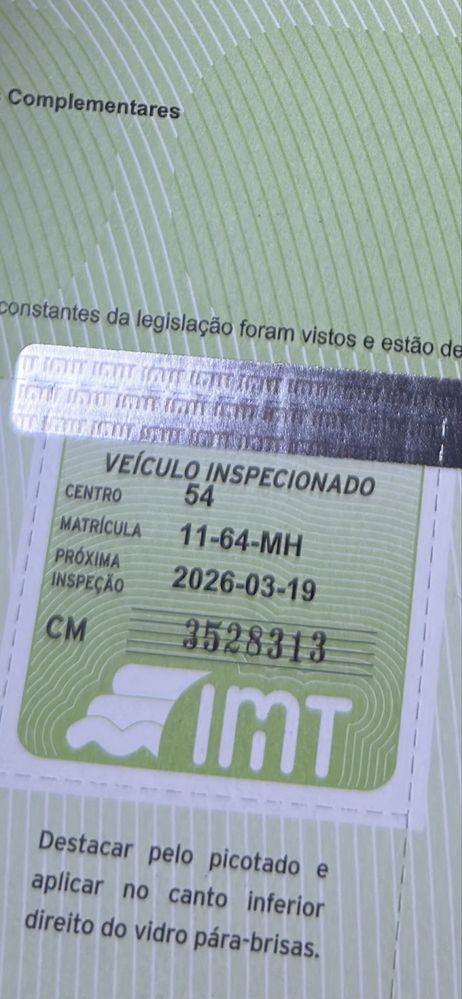 Complementares
constantes da legislação foram vistos e estão de
VEÍCULO INSPECIONADO
CENTRO 54
MATRÍCULA 11-64-MH
PRÓXIMA
INSPEÇÃO 2026-03-19
CM 3528313
IMT
Destacar pelo picotado e
aplicar no canto inferior
direito do vidro pára-brisas.